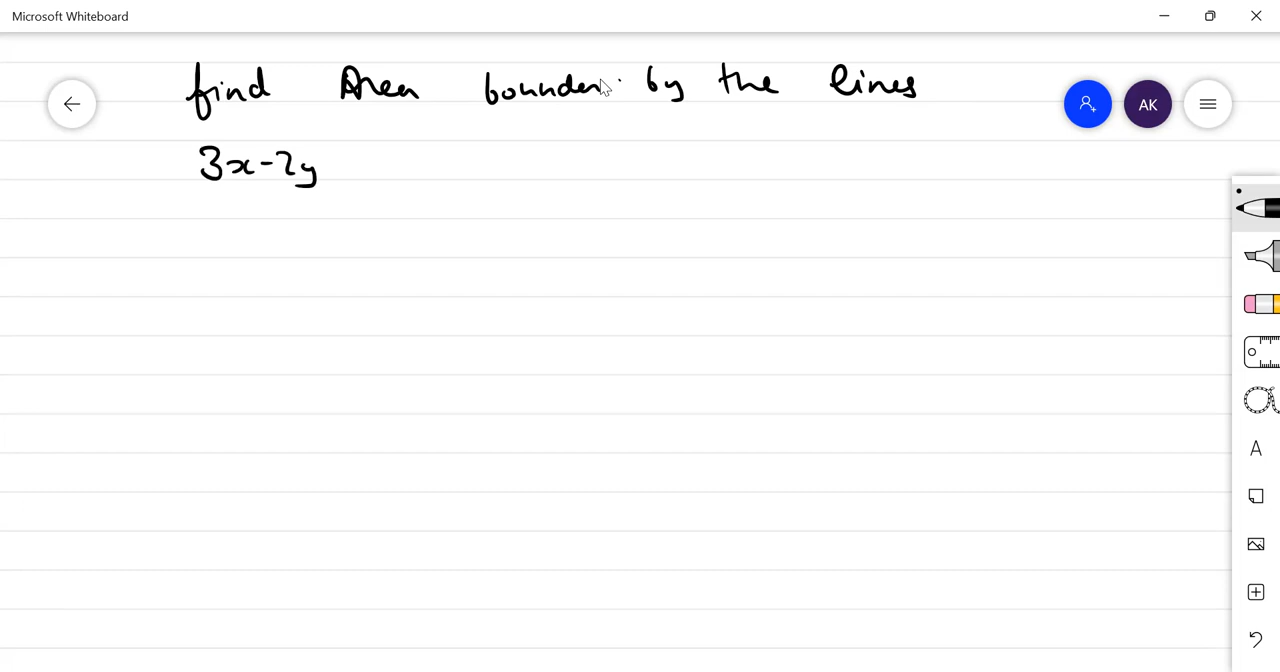 Microsoft Whiteboard
find Area bounded by the lines
AK
3x-2y
A